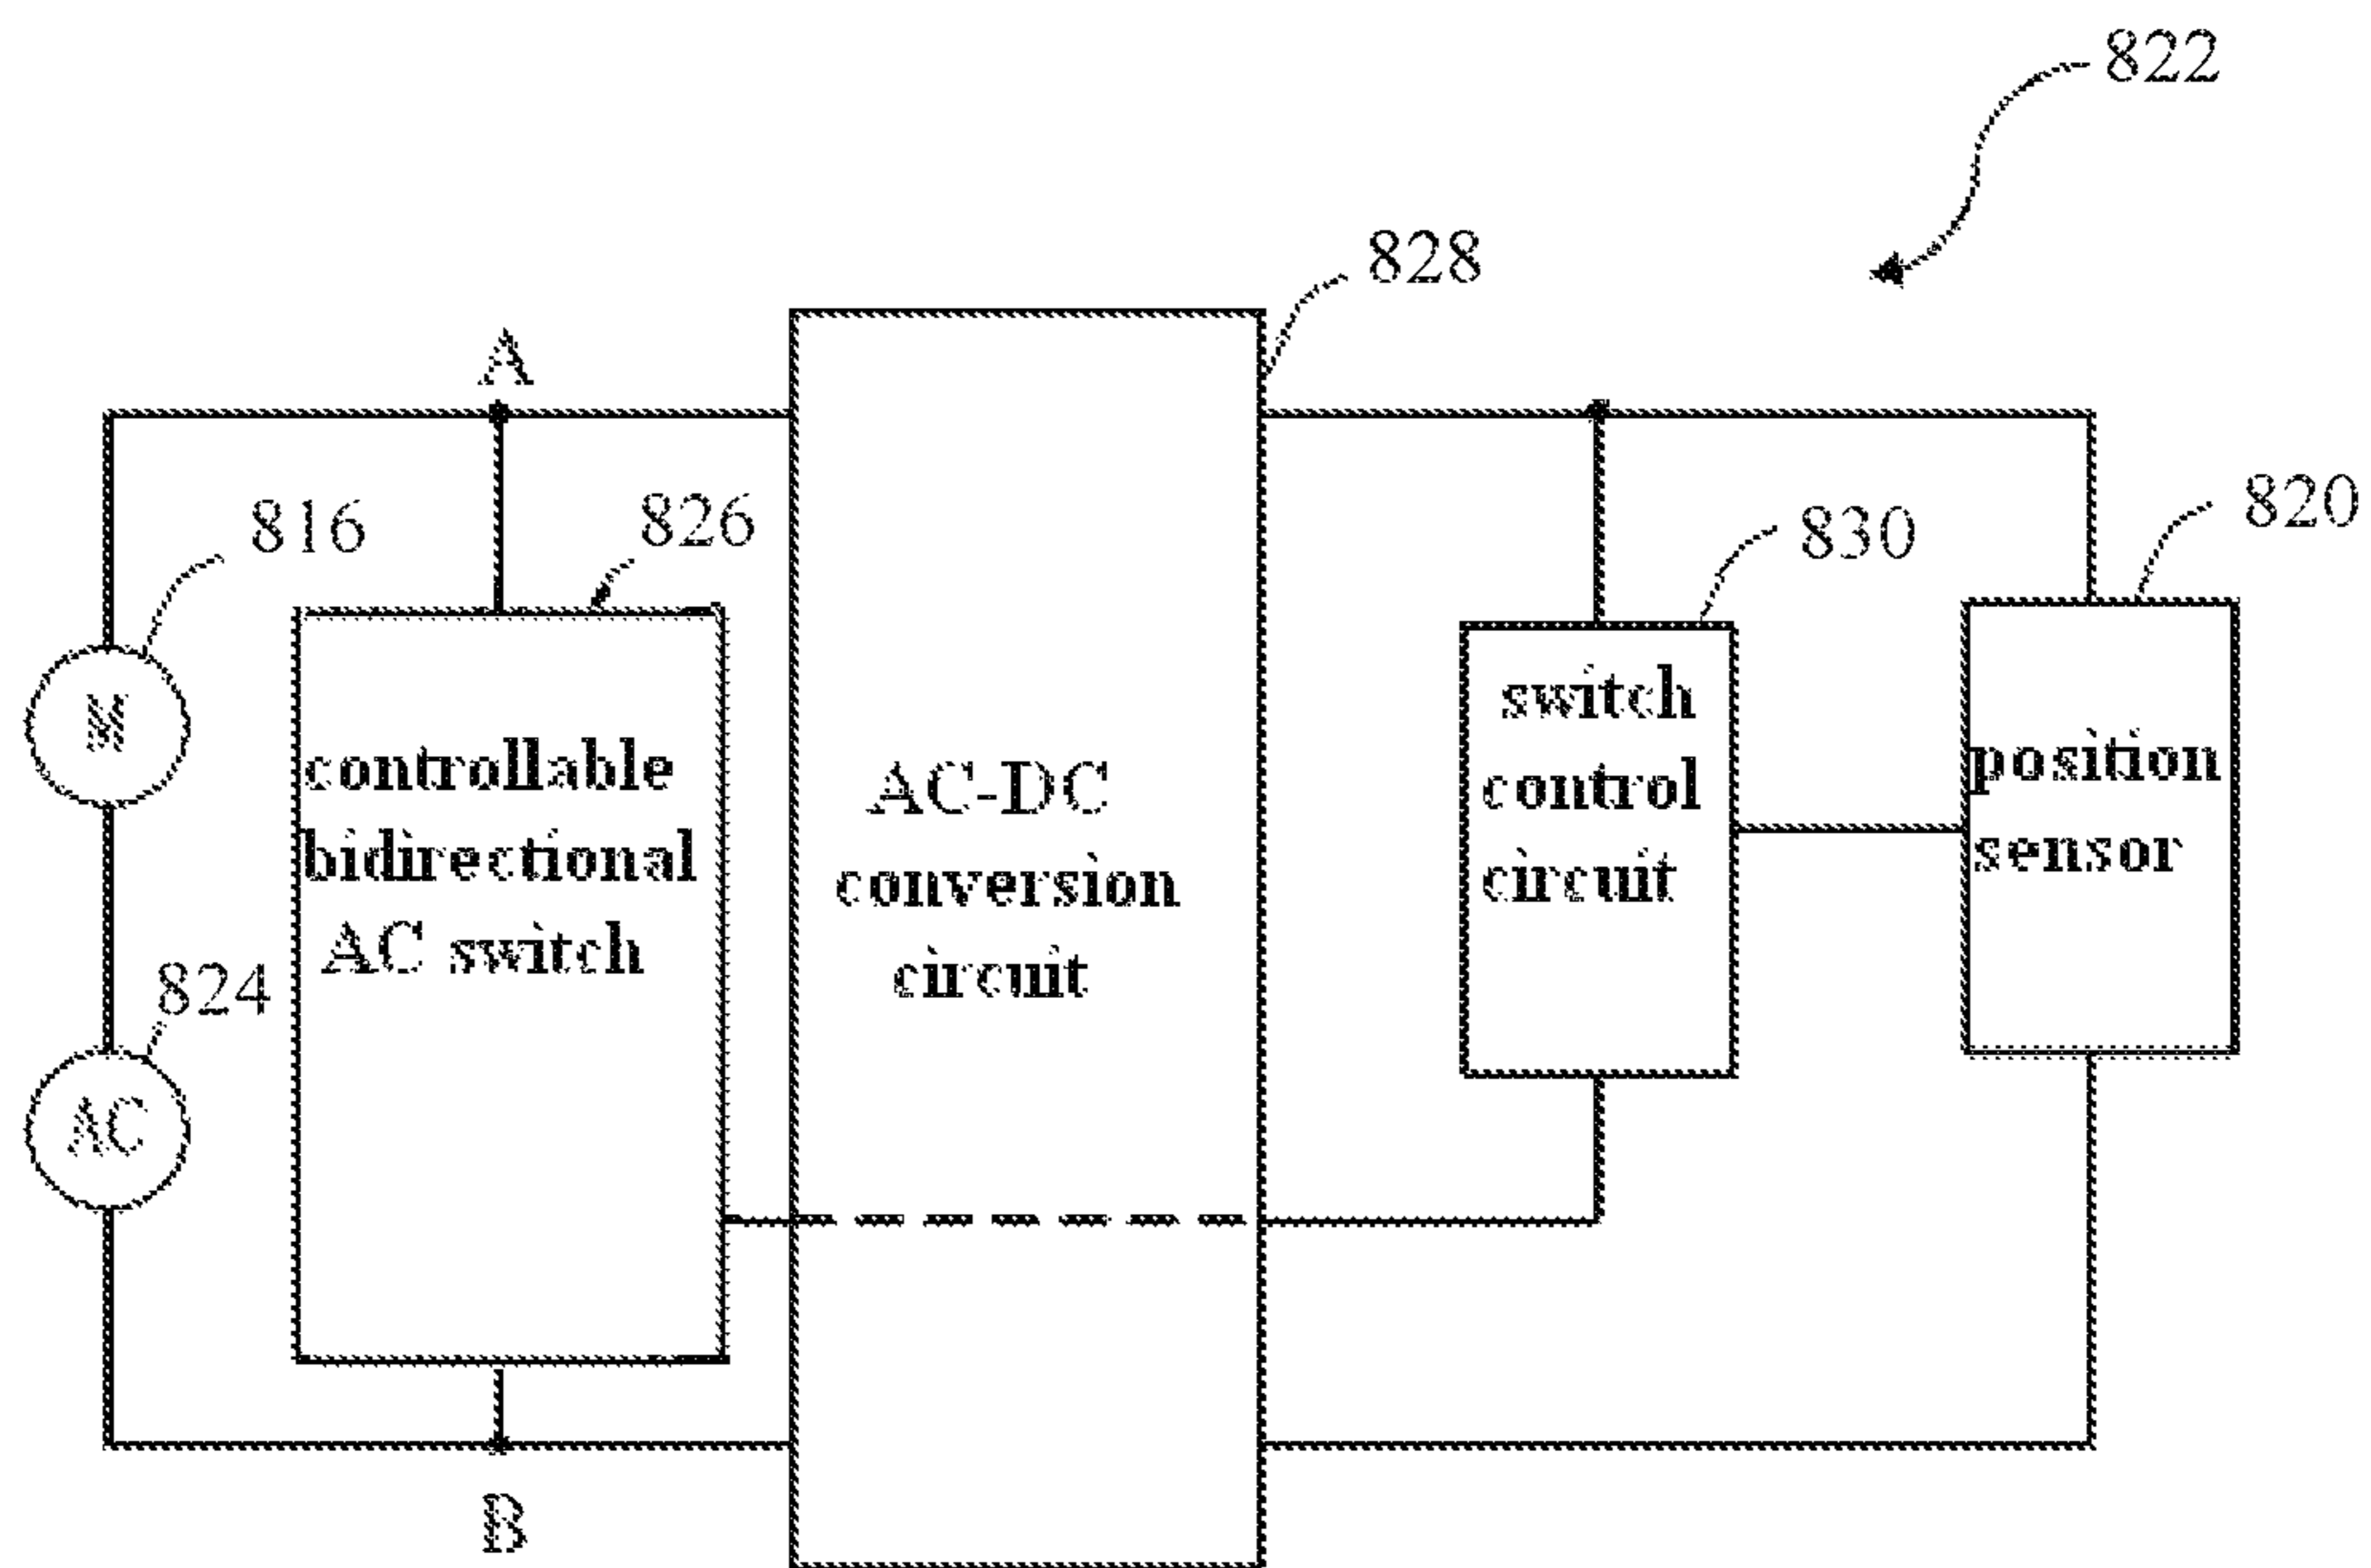 822
828
A
816
826
830
820
M
controllable
bidirectional
AC switch
AC-DC
conversion
circuit
switch
control
circuit
position
sensor
824
AC
B